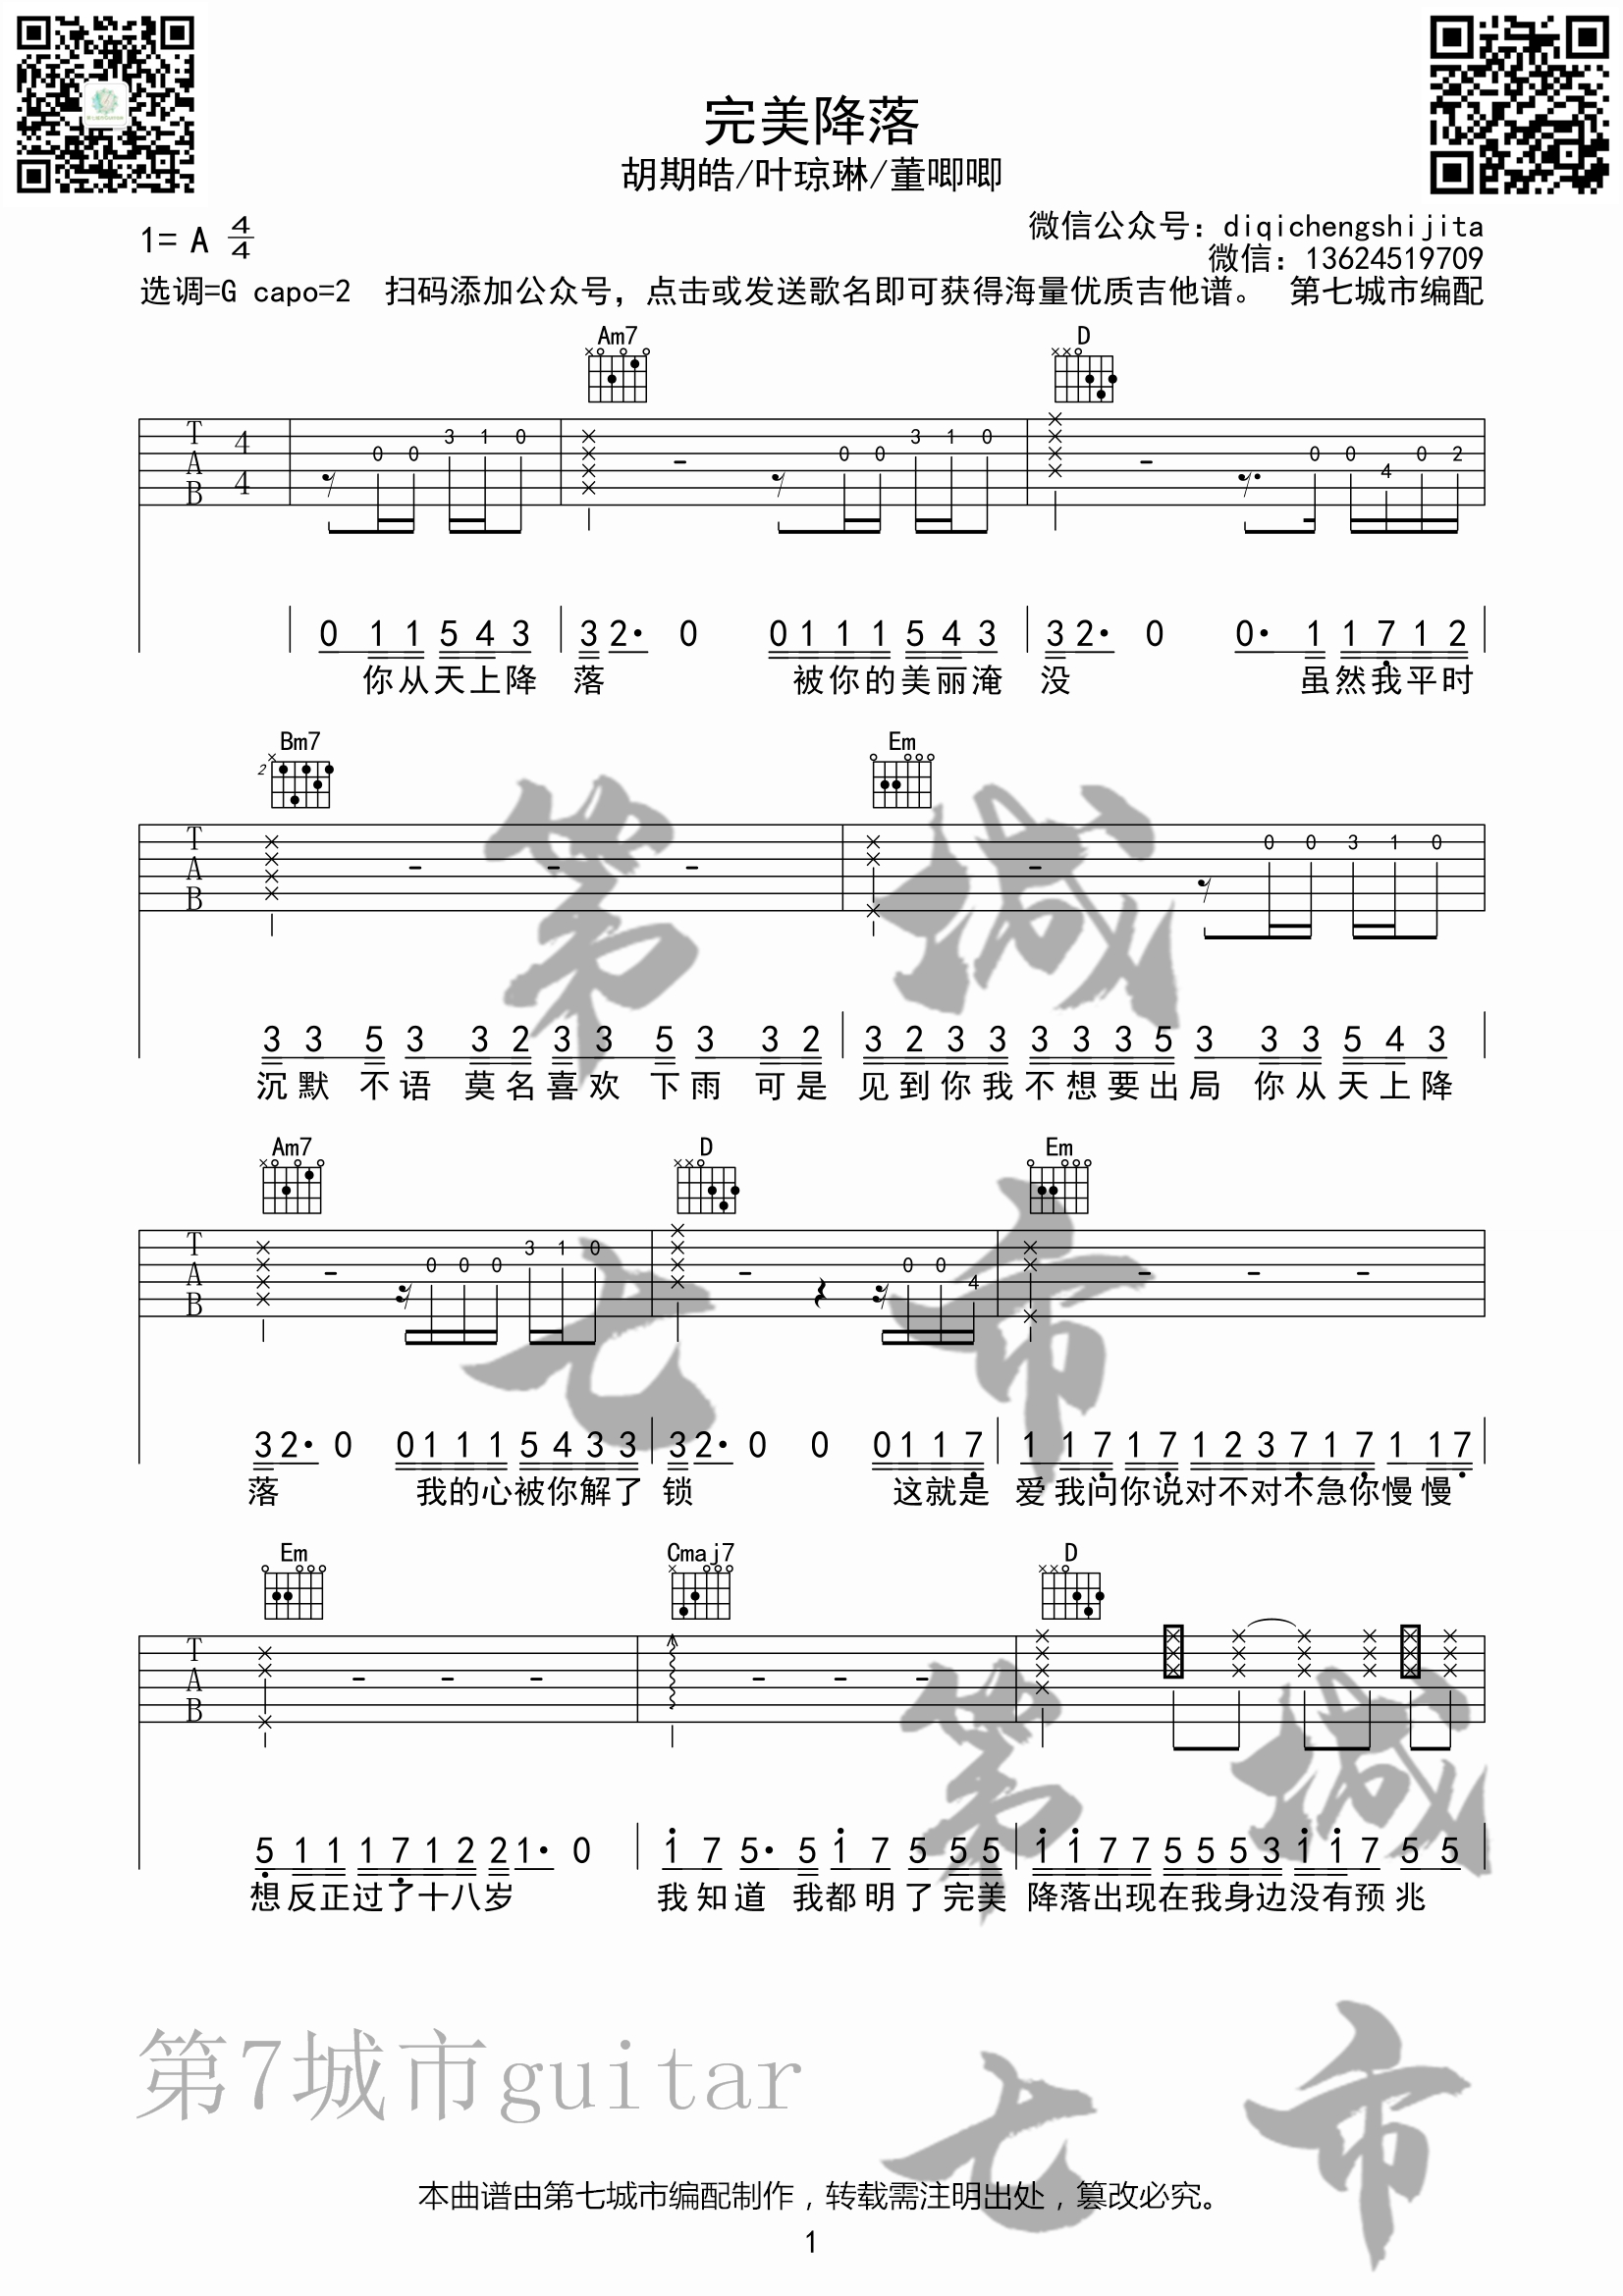 完美降落
胡期皓/叶琼琳/董唧唧
1= A 4/4
微信公众号：diqichengshijita
微信：13624519709
选调=G capo=2 扫码添加公众号，点击或发送歌名即可获得海量优质吉他谱。 第七城市编配
Am7 D
T A B 4 4 0 0 3 1 0 0 0 3 1 0 0 0 4 0 2
0 1 1 5 4 3 3 2· 0 0 1 1 1 5 4 3 3 2· 0 0· 1 1 7 1 2
你从天上降 落 被你的美丽淹 没 虽然我平时
Bm7 Em
2
T A B 0 0 3 1 0
3 3 5 3 3 2 3 3 5 3 3 2 3 2 3 3 3 3 3 5 3 3 3 5 4 3
沉默 不语 莫名喜欢 下雨 可是 见到你我不想要出局 你从天上降
Am7 D Em
T A B 0 0 0 3 1 0 0 0 4
3 2· 0 0 1 1 1 5 4 3 3 3 2· 0 0 0 1 1 7 1 1 7 1 7 1 2 3 7 1 7 1 1 7
落 我的心被你解了 锁 这就是 爱我问你说对不对不急你慢慢
Em Cmaj7 D
T A B
5 1 1 1 7 1 2 2 1· 0 1 7 5· 5 1 7 5 5 5 1 1 7 7 5 5 5 3 1 1 7 5 5
想反正过了十八岁 我知道 我都明了完美 降落出现在我身边没有预兆
第 城
七 市
第 城
七 市
第7城市guitar
本曲谱由第七城市编配制作，转载需注明出处，篡改必究。
1